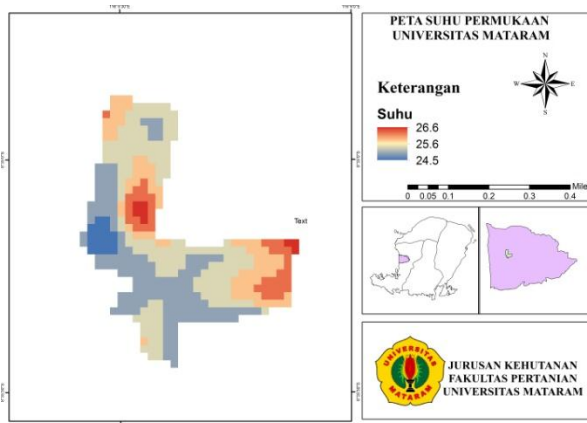 PETA SUHU PERMUKAAN
UNIVERSITAS MATARAM
Keterangan
Suhu
26.6
25.6
24.5
N
W E
S
Mile
0 0.05 0.1 0.2 0.3 0.4
Text
UNIVERSITAS
MATARAM
JURUSAN KEHUTANAN
FAKULTAS PERTANIAN
UNIVERSITAS MATARAM